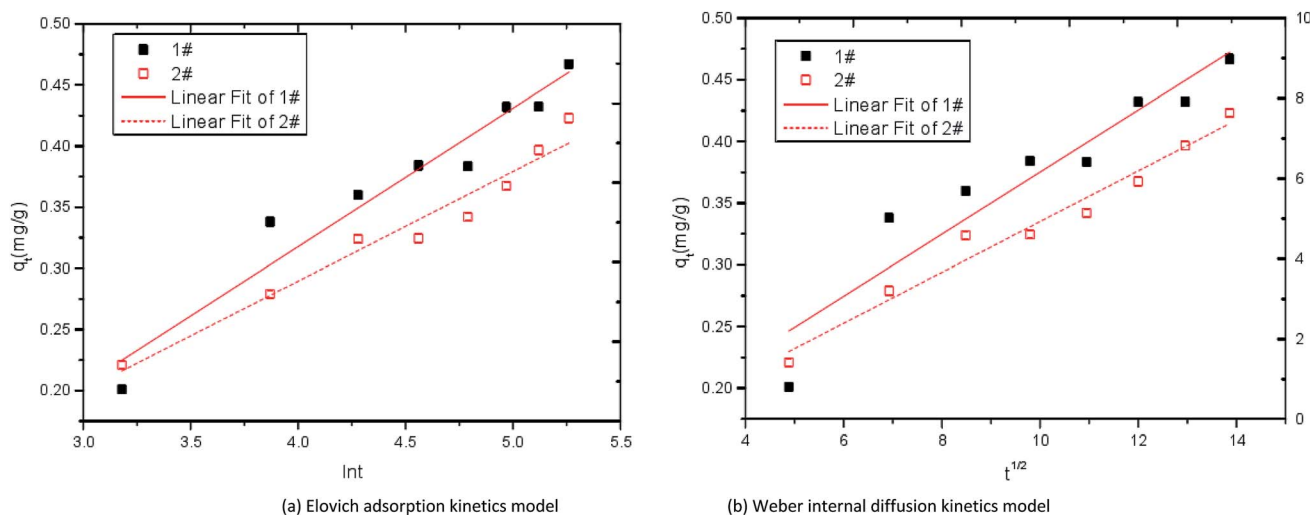 0.50
0.45
0.40
0.35
0.30
0.25
0.20
q_t(mg/g)
1#
2#
Linear Fit of 1#
Linear Fit of 2#
3.0 3.5 4.0 4.5 5.0 5.5
lnt
(a) Elovich adsorption kinetics model
0.50
0.45
0.40
0.35
0.30
0.25
0.20
q_t(mg/g)
1#
2#
Linear Fit of 1#
Linear Fit of 2#
10
8
6
4
2
0
4 6 8 10 12 14
t^1/2
(b) Weber internal diffusion kinetics model